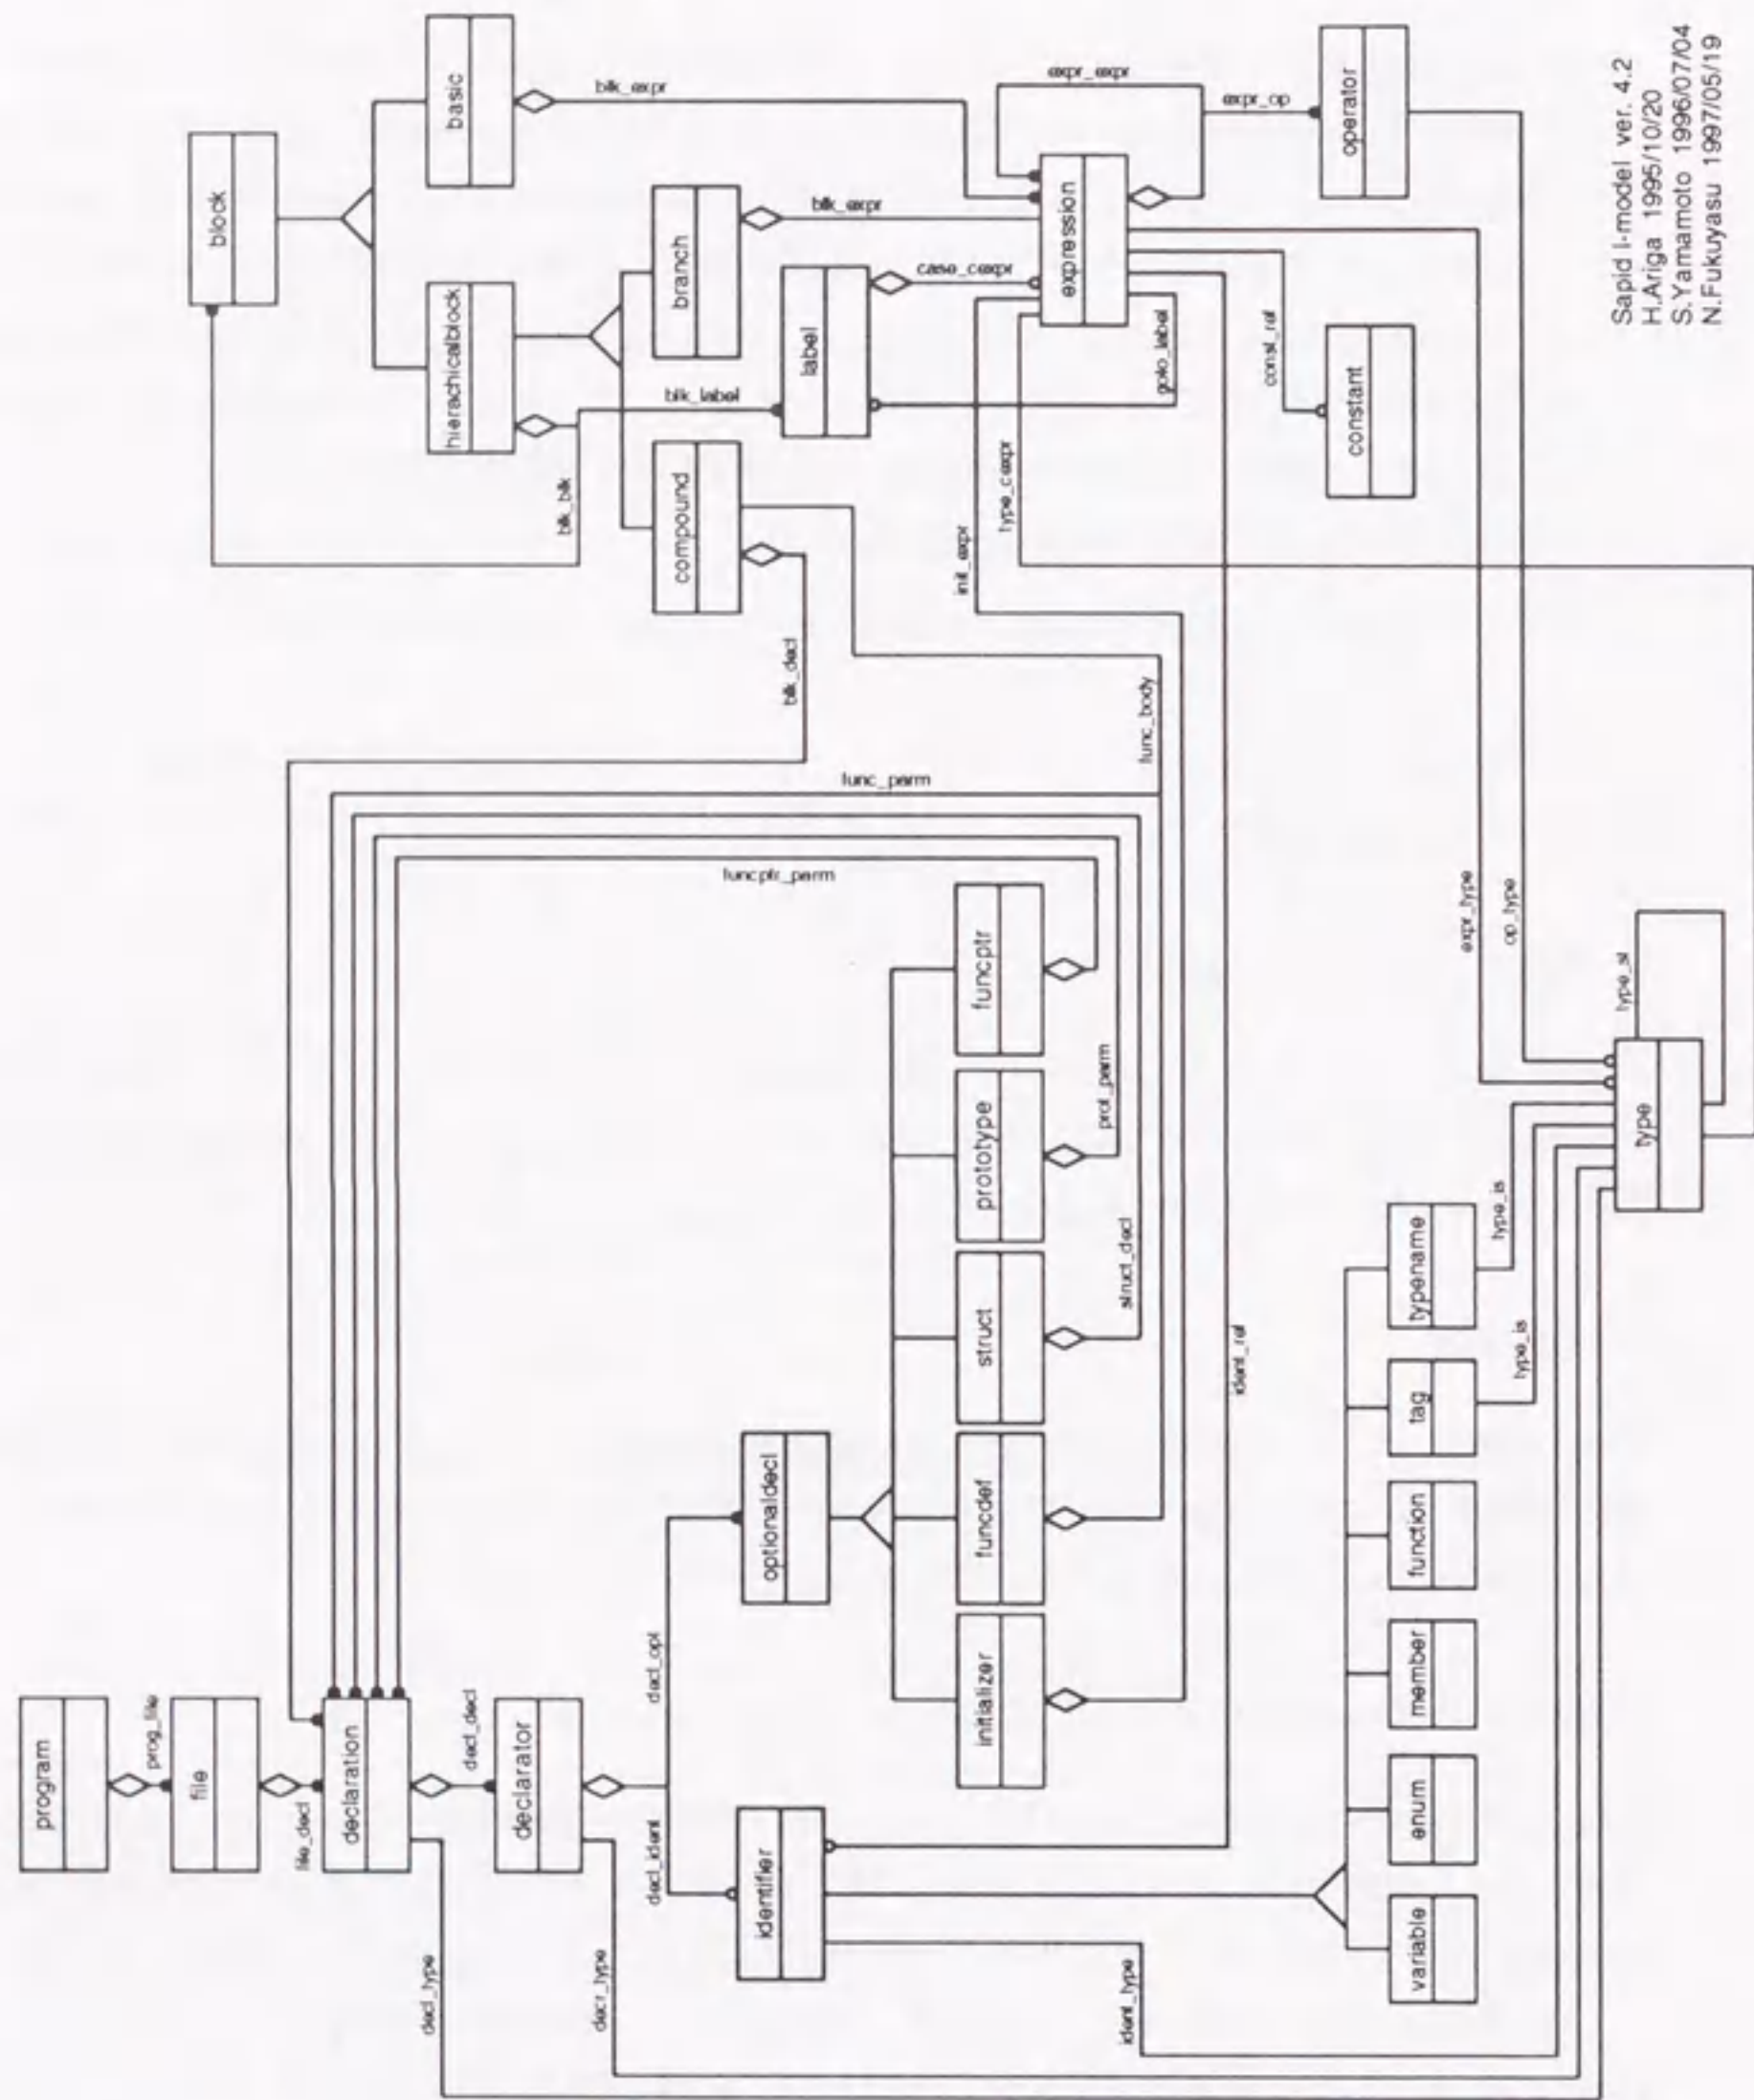 program
prog_file
file
file_decl
declaration
decl_decl
declarator
decl_type
decr_type
decl_ident
decl_opt
identifier
ident_type
optionaldecl
initializer
funcdef
struct
prototype
funcptr
struct_decl
prot_parm
funcptr_parm
func_parm
func_body
blk_decl
block
blk_blk
hierachicalblock
basic
blk_expr
compound
branch
blk_expr
blk_label
label
case_cexpr
init_expr
type_cexpr
goto_label
expression
expr_expr
expr_op
operator
const_ref
constant
ident_ref
variable
enum
member
function
tag
typename
type_is
type_is
type
type_st
expr_type
op_type
Sapid I-model ver. 4.2
H.Ariga 1995/10/20
S.Yamamoto 1996/07/04
N.Fukuyasu 1997/05/19